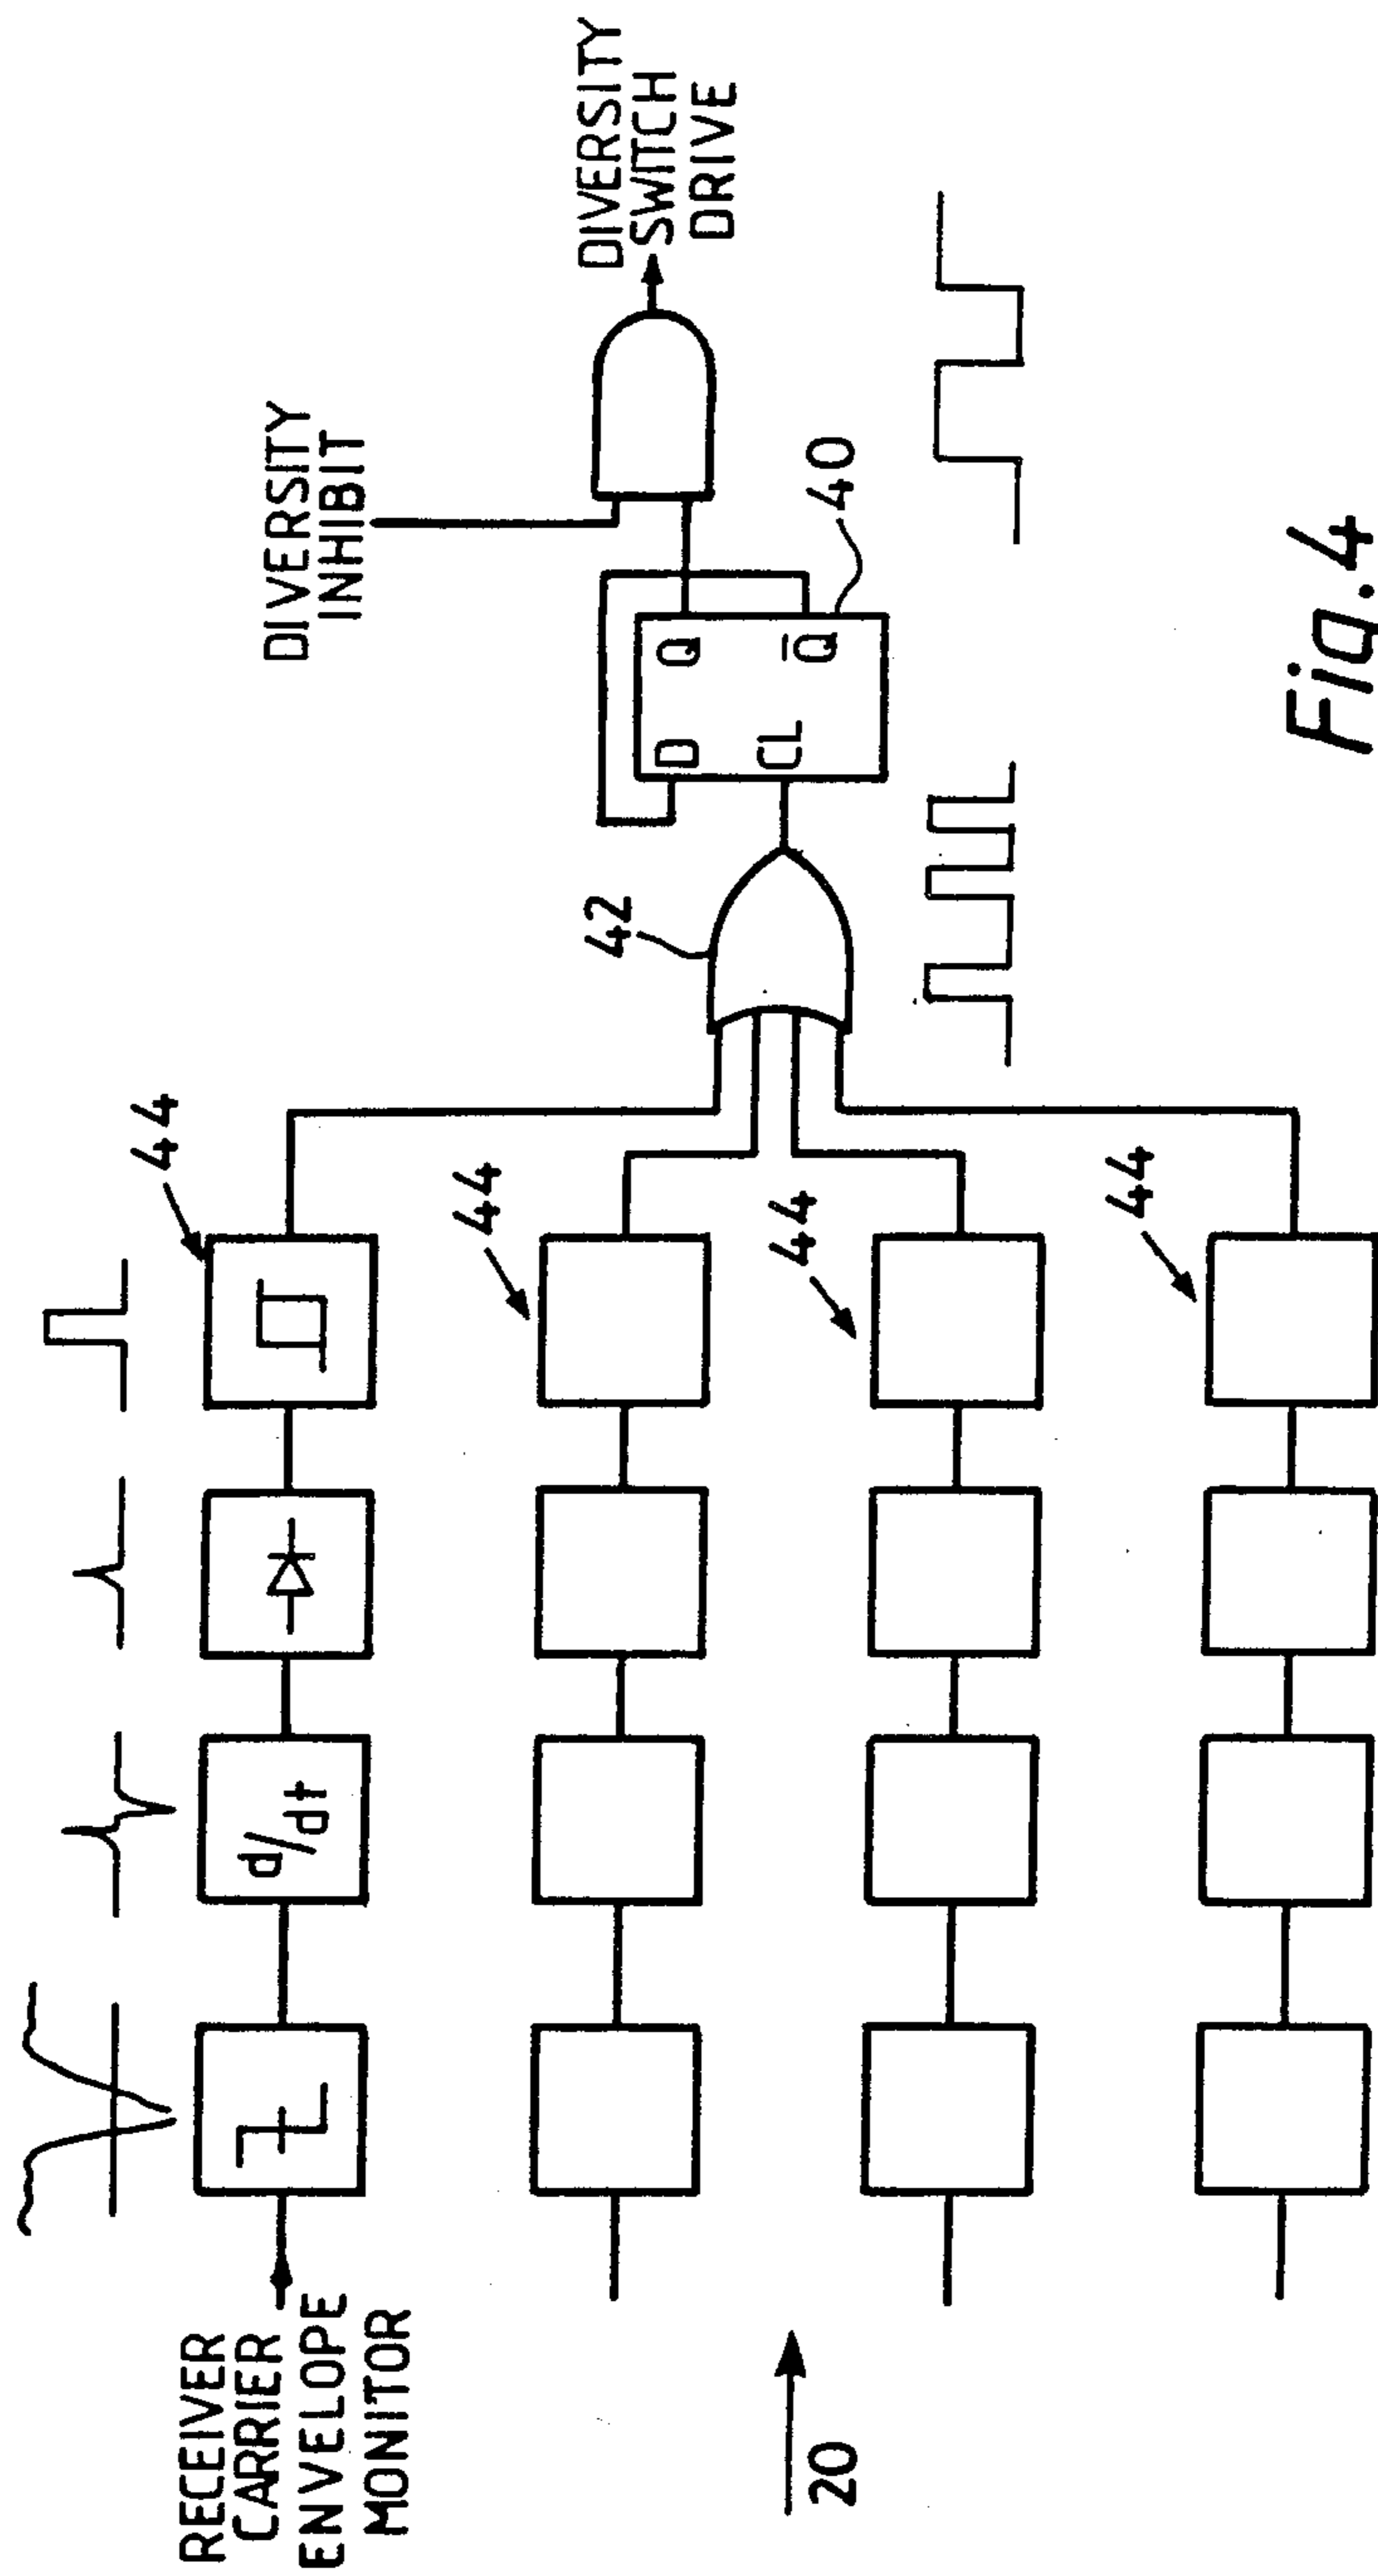 RECEIVER
CARRIER
ENVELOPE
MONITOR
d/dt
44
44
44
44
20
42
D
Q
CL
Q̅
40
DIVERSITY
INHIBIT
DIVERSITY
SWITCH
DRIVE
Fig.4